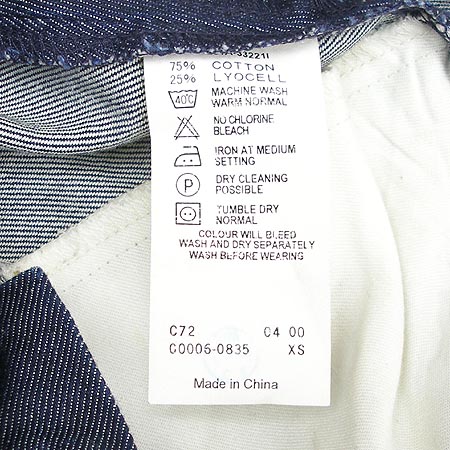 75% COTTON
25% LYOCELL
40°C MACHINE WASH
WARM NORMAL
NO CHLORINE
BLEACH
IRON AT MEDIUM
SETTING
P DRY CLEANING
POSSIBLE
TUMBLE DRY
NORMAL
COLOUR WILL BLEED
WASH AND DRY SEPARATELY
WASH BEFORE WEARING
C72 04 00
G0006-0835 XS
Made in China